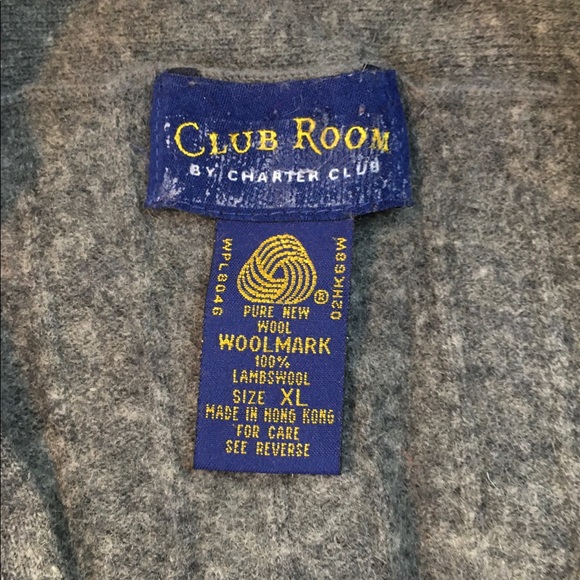 CLUB ROOM
BY CHARTER CLUB
WPL8046
®
02HK68W
PURE NEW
WOOL
WOOLMARK
100%
LAMBSWOOL
SIZE XL
MADE IN HONG KONG
FOR CARE
SEE REVERSE